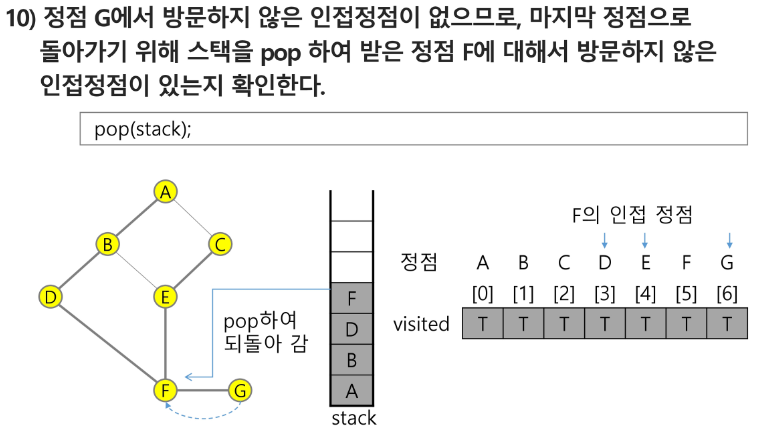 10) 정점 G에서 방문하지 않은 인접정점이 없으므로, 마지막 정점으로
돌아가기 위해 스택을 pop 하여 받은 정점 F에 대해서 방문하지 않은
인접정점이 있는지 확인한다.
pop(stack);
A
B
C
D
E
F
G
pop하여
되돌아 감
F
D
B
A
stack
F의 인접 정점
정점 A B C D E F G
[0] [1] [2] [3] [4] [5] [6]
visited T T T T T T T